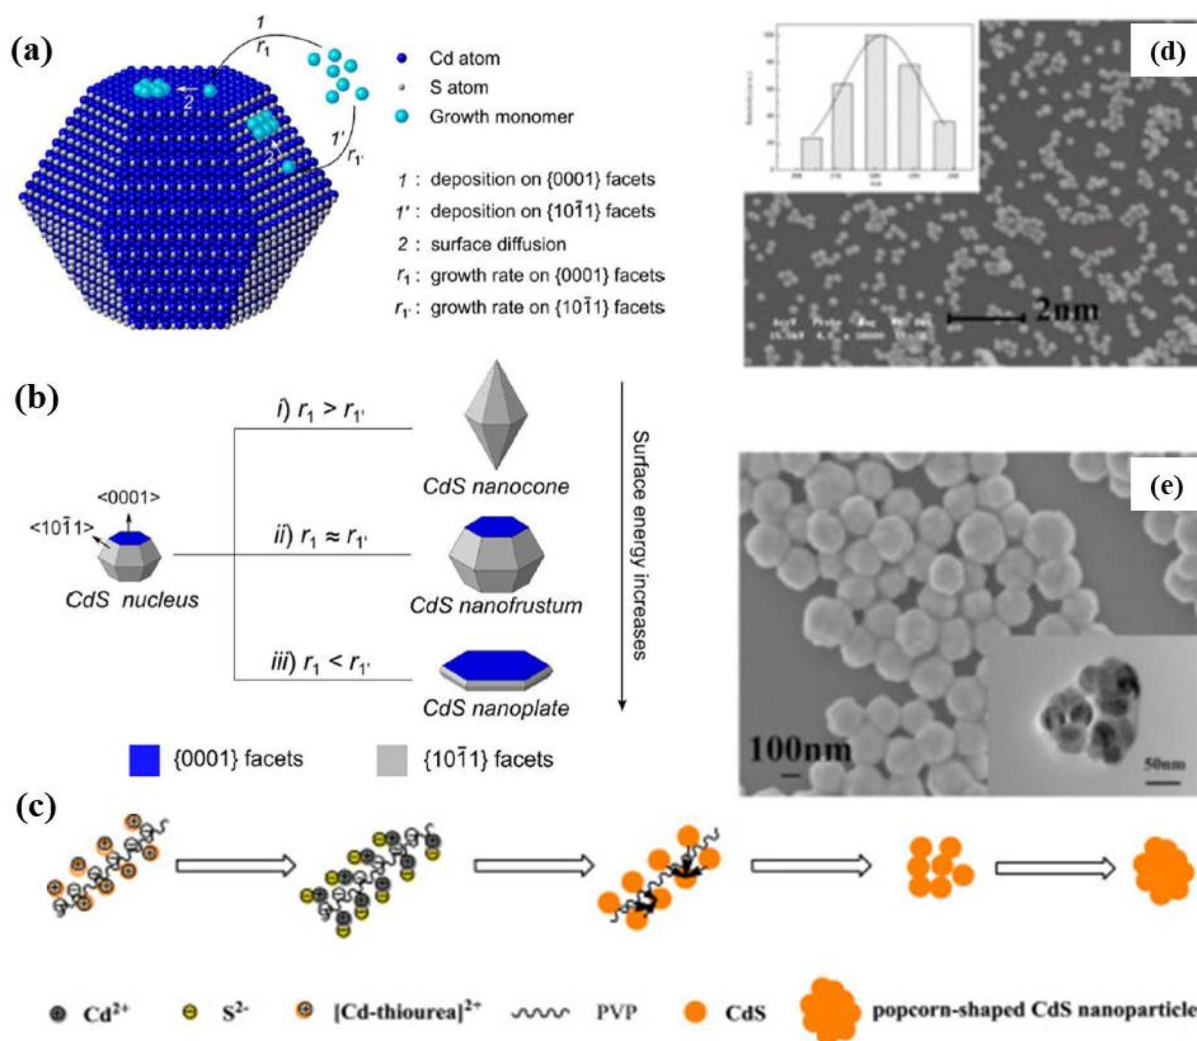 (a)
1
r₁
Cd atom
S atom
Growth monomer
2
1'
r₁'
2
1 : deposition on {0001} facets
1' : deposition on {101̄1} facets
2 : surface diffusion
r₁ : growth rate on {0001} facets
r₁' : growth rate on {101̄1} facets
(b)
<0001>
<101̄1>
CdS nucleus
i) r₁ > r₁'
CdS nanocone
ii) r₁ ≈ r₁'
CdS nanofrustum
iii) r₁ < r₁'
CdS nanoplate
Surface energy increases
{0001} facets
{101̄1} facets
(c)
Cd²⁺
S²⁻
[Cd-thiourea]²⁺
PVP
CdS
popcorn-shaped CdS nanoparticle
(d)
2nm
(e)
100nm
50nm